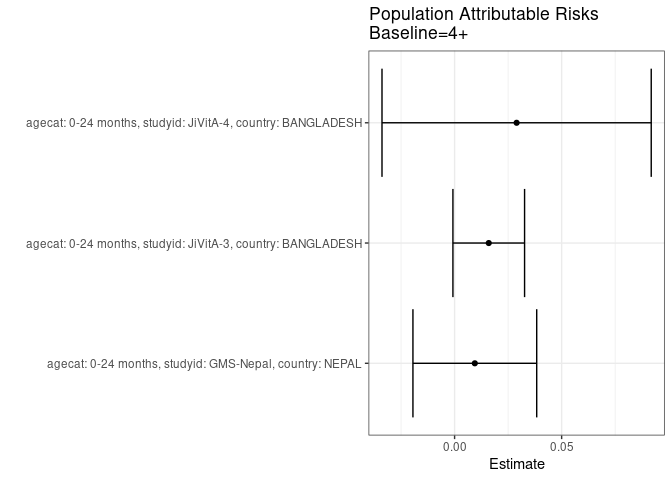 Population Attributable Risks
Baseline=4+
agecat: 0-24 months, studyid: JiVitA-4, country: BANGLADESH
agecat: 0-24 months, studyid: JiVitA-3, country: BANGLADESH
agecat: 0-24 months, studyid: GMS-Nepal, country: NEPAL
0.00 0.05
Estimate